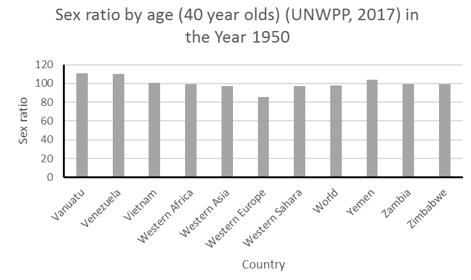 Sex ratio by age (40 year olds) (UNWPP, 2017) in
the Year 1950
120
100
80
60
40
20
0
Sex ratio
Vanuatu
Venezuela
Vietnam
Western Africa
Western Asia
Western Europe
Western Sahara
World
Yemen
Zambia
Zimbabwe
Country